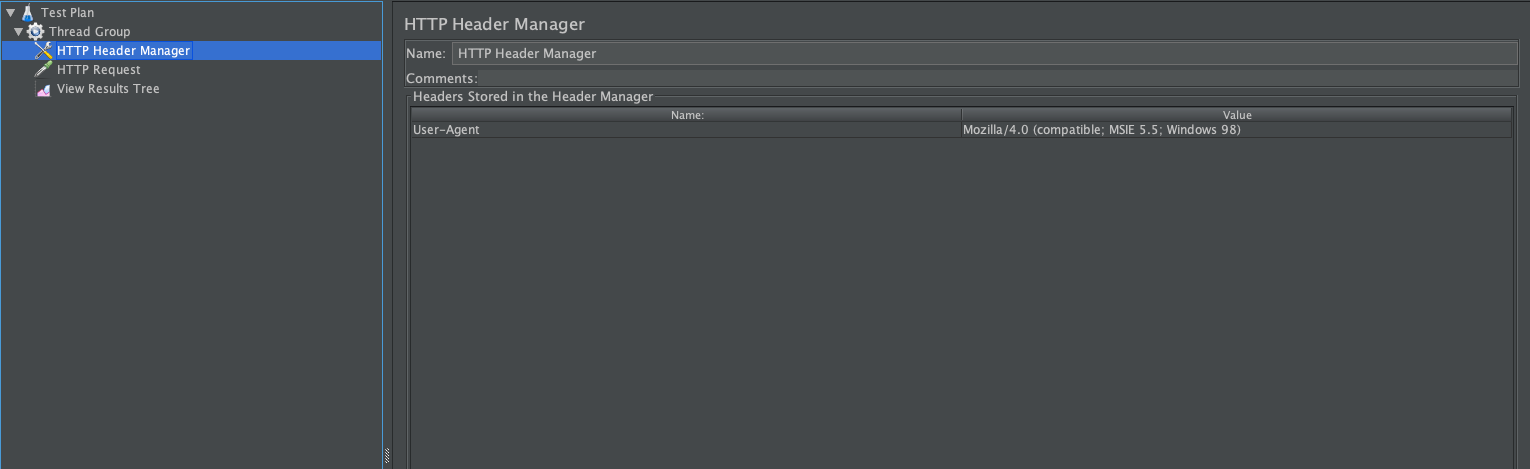 Test Plan
Thread Group
HTTP Header Manager
HTTP Request
View Results Tree
HTTP Header Manager
Name: HTTP Header Manager
Comments:
Headers Stored in the Header Manager
Name: Value
User-Agent Mozilla/4.0 (compatible; MSIE 5.5; Windows 98)